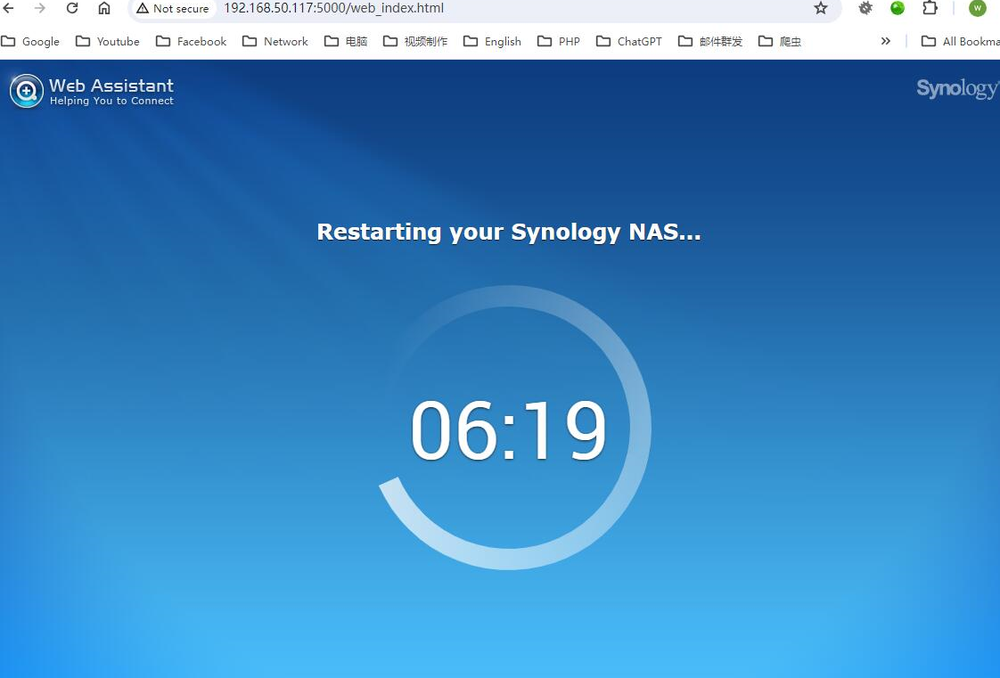 Not secure 192.168.50.117:5000/web_index.html W
Google Youtube Facebook Network 电脑 视频制作 English PHP ChatGPT 邮件群发 爬虫 » All Bookma
Web Assistant
Helping You to Connect
Synology
Restarting your Synology NAS...
06:19